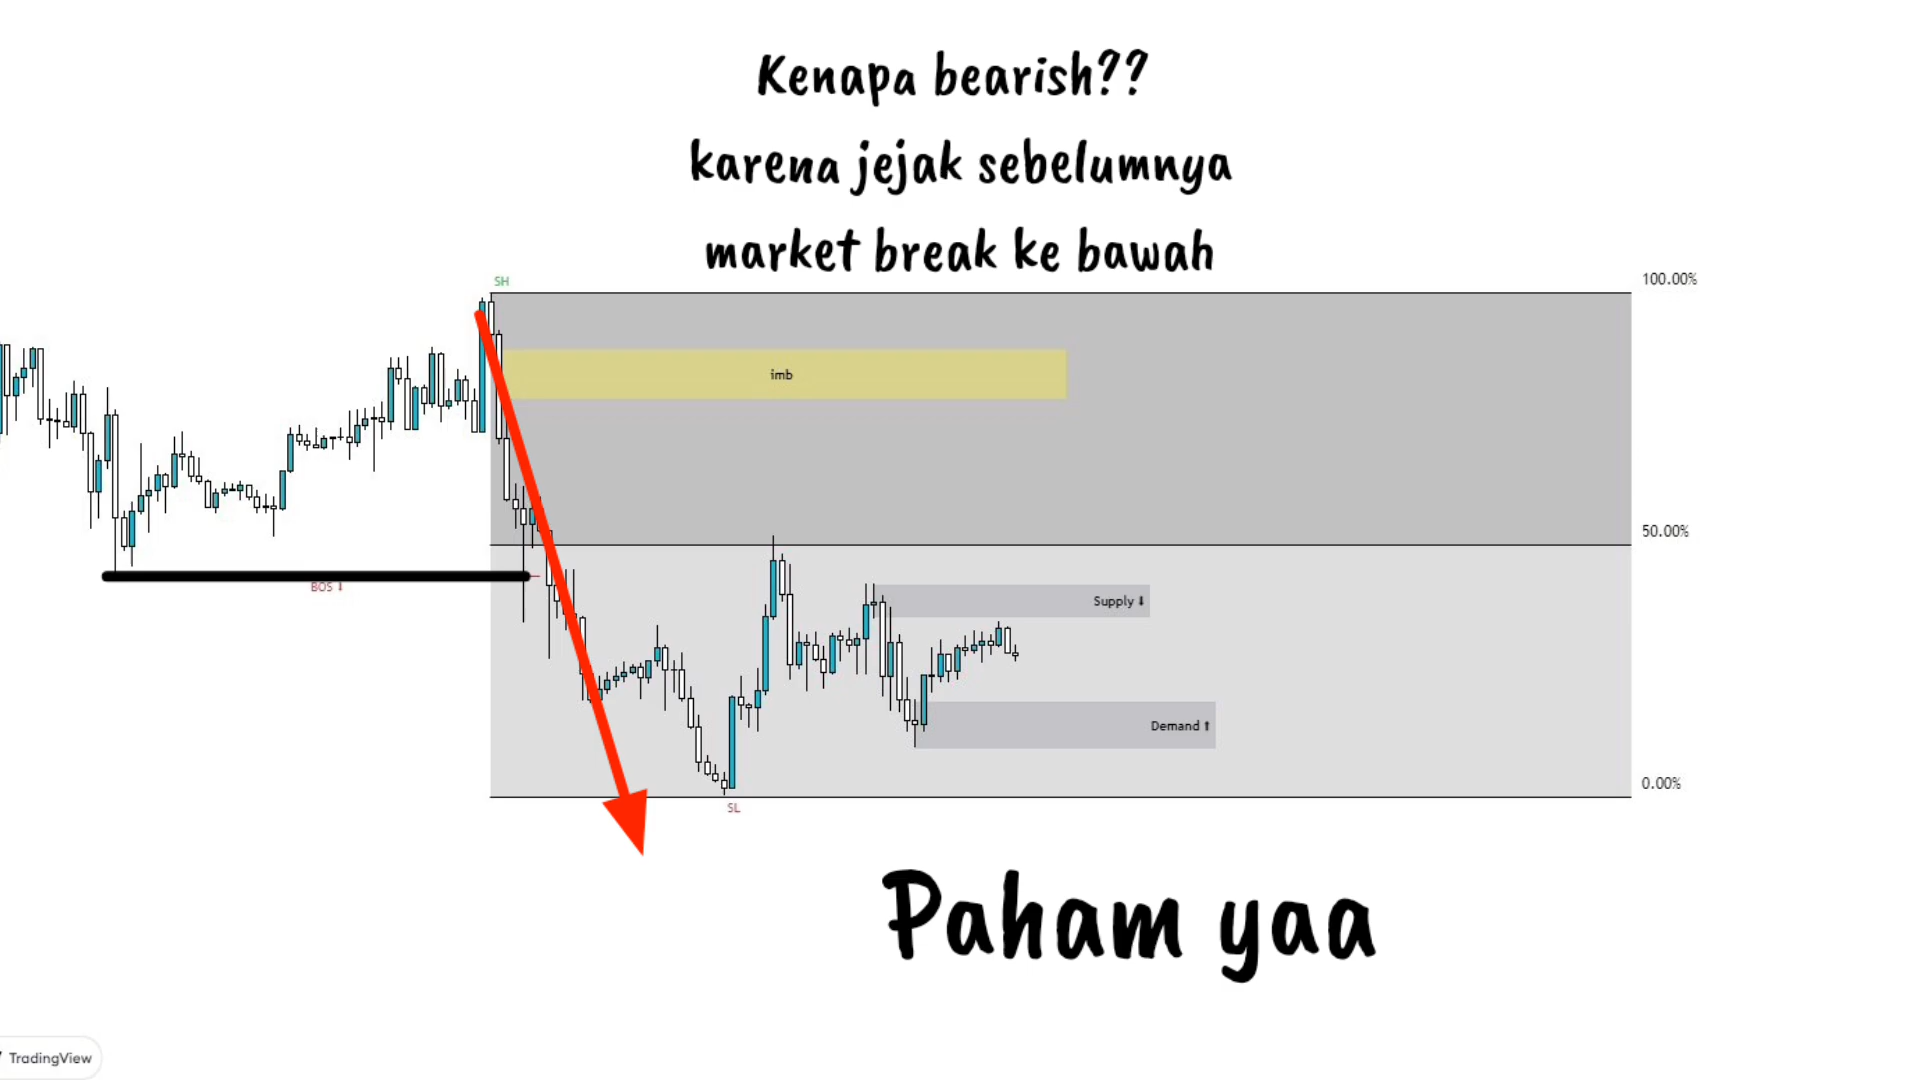 Kenapa bearish??
karena jejak sebelumnya
market break ke bawah
SH
100.00%
imb
50.00%
BOS ⬇
Supply ⬇
Demand ⬆
0.00%
SL
Paham yaa
TradingView